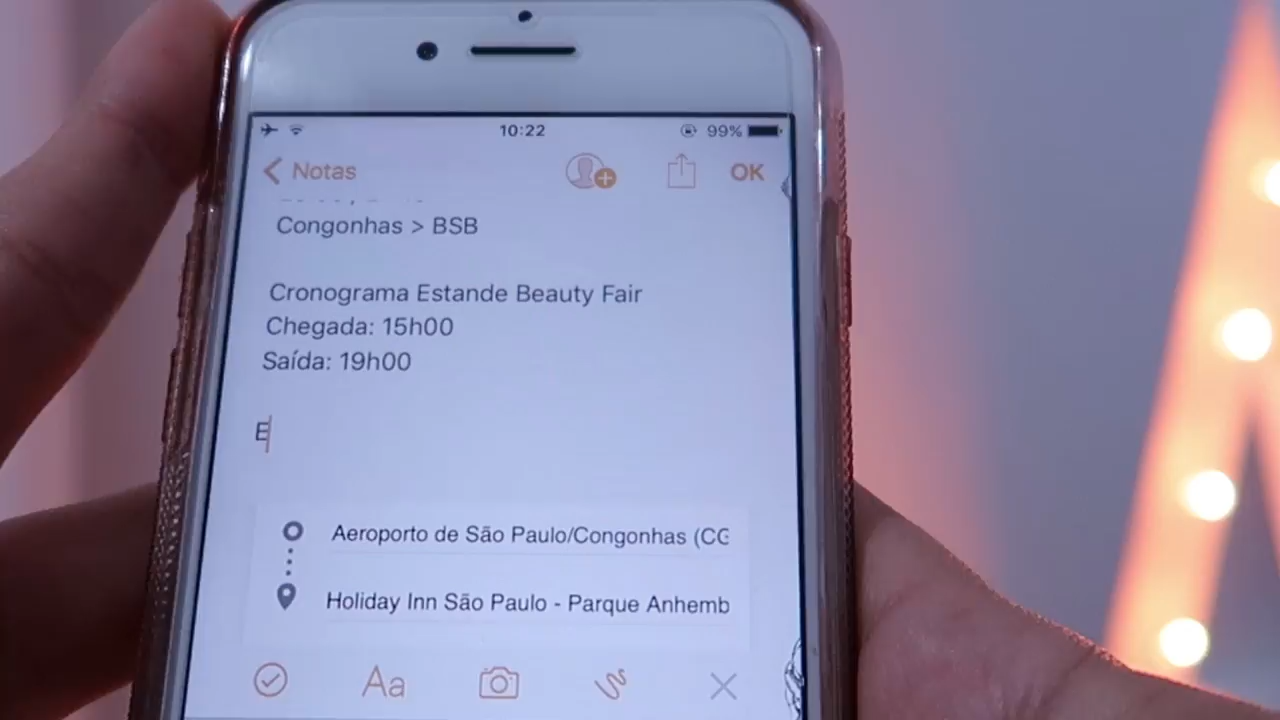 10:22
99%
Notas
OK
Congonhas > BSB
Cronograma Estande Beauty Fair
Chegada: 15h00
Saída: 19h00
E
Aeroporto de São Paulo/Congonhas (CG
Holiday Inn São Paulo - Parque Anhemb
Aa